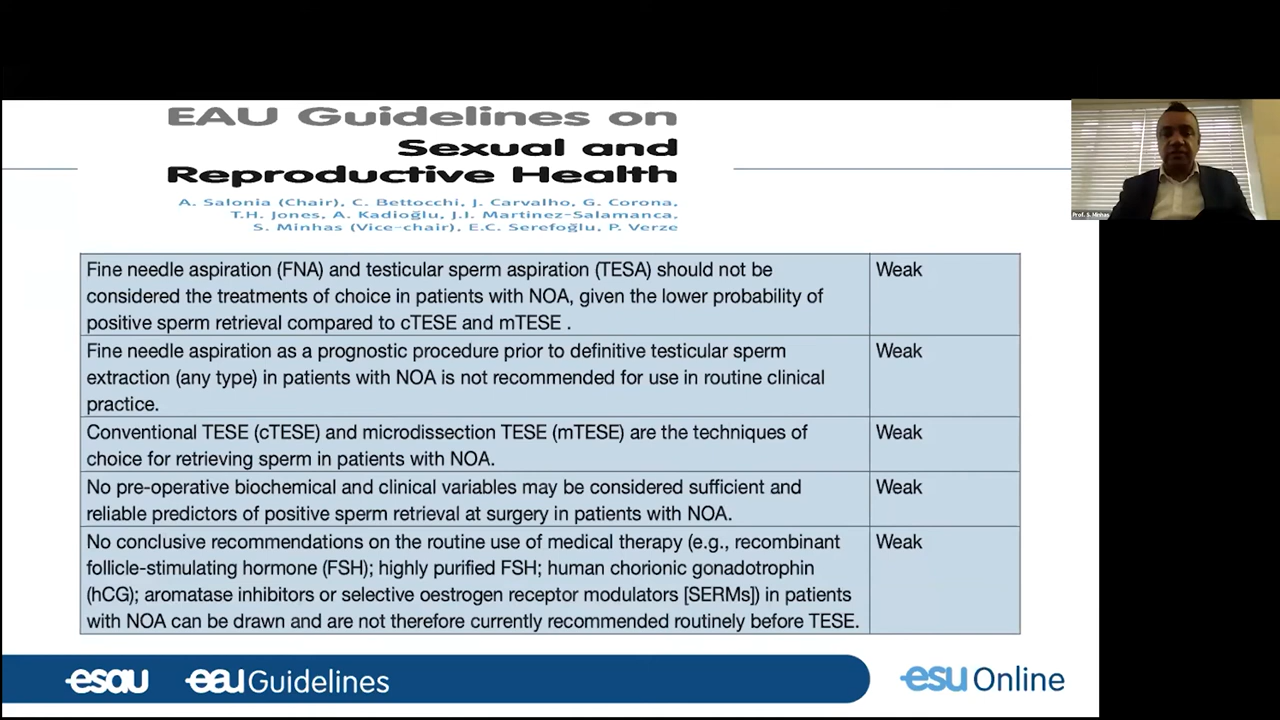 EAU Guidelines on
Sexual and
Reproductive Health
A. Salonia (Chair), C. Bettocchi, J. Carvalho, G. Corona,
T.H. Jones, A. Kadioğlu, J.I. Martinez-Salamanca,
S. Minhas (Vice-chair), E.C. Serefoğlu, P. Verze
Prof. S. Minhas
Fine needle aspiration (FNA) and testicular sperm aspiration (TESA) should not be
considered the treatments of choice in patients with NOA, given the lower probability of
positive sperm retrieval compared to cTESE and mTESE .
Weak
Fine needle aspiration as a prognostic procedure prior to definitive testicular sperm
extraction (any type) in patients with NOA is not recommended for use in routine clinical
practice.
Weak
Conventional TESE (cTESE) and microdissection TESE (mTESE) are the techniques of
choice for retrieving sperm in patients with NOA.
Weak
No pre-operative biochemical and clinical variables may be considered sufficient and
reliable predictors of positive sperm retrieval at surgery in patients with NOA.
Weak
No conclusive recommendations on the routine use of medical therapy (e.g., recombinant
follicle-stimulating hormone (FSH); highly purified FSH; human chorionic gonadotrophin
(hCG); aromatase inhibitors or selective oestrogen receptor modulators [SERMs]) in patients
with NOA can be drawn and are not therefore currently recommended routinely before TESE.
Weak
esau
eau Guidelines
esu Online